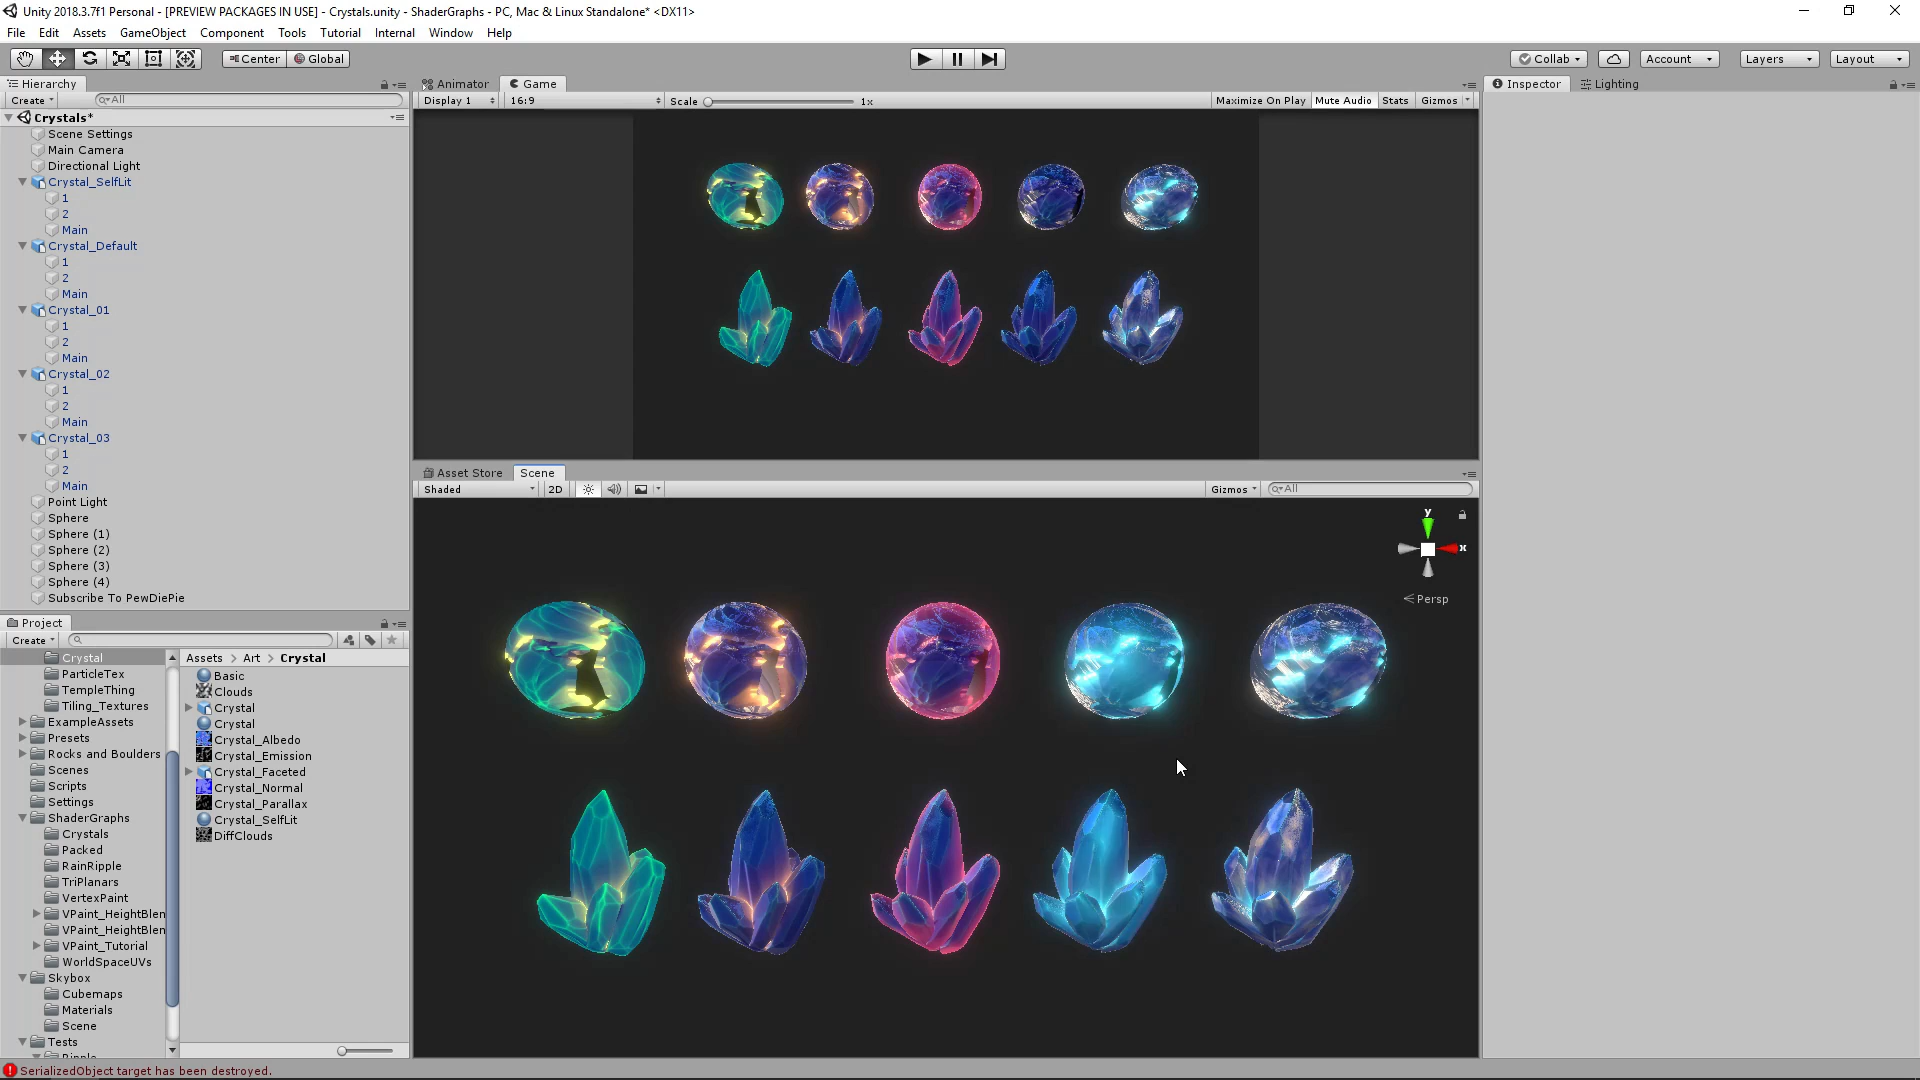 Unity 2018.3.7f1 Personal - [PREVIEW PACKAGES IN USE] - Crystals.unity - ShaderGraphs - PC, Mac & Linux Standalone* <DX11>
File Edit Assets GameObject Component Tools Tutorial Internal Window Help
Center Global Collab Account Layers Layout
Hierarchy
Create All
Crystals*
Scene Settings
Main Camera
Directional Light
Crystal_SelfLit
1
2
Main
Crystal_Default
1
2
Main
Crystal_01
1
2
Main
Crystal_02
1
2
Main
Crystal_03
1
2
Main
Point Light
Sphere
Sphere (1)
Sphere (2)
Sphere (3)
Sphere (4)
Subscribe To PewDiePie
Animator Game
Display 1 16:9 Scale 1x Maximize On Play Mute Audio Stats Gizmos
Asset Store Scene
Shaded 2D Gizmos All
y
x
Persp
Inspector Lighting
Project
Create
Crystal
ParticleTex
TempleThing
Tiling_Textures
ExampleAssets
Presets
Rocks and Boulders
Scenes
Scripts
Settings
ShaderGraphs
Crystals
Packed
RainRipple
TriPlanars
VertexPaint
VPaint_HeightBlen
VPaint_HeightBlen
VPaint_Tutorial
WorldSpaceUVs
Skybox
Cubemaps
Materials
Scene
Tests
Assets > Art > Crystal
Basic
Clouds
Crystal
Crystal
Crystal_Albedo
Crystal_Emission
Crystal_Faceted
Crystal_Normal
Crystal_Parallax
Crystal_SelfLit
DiffClouds
SerializedObject target has been destroyed.